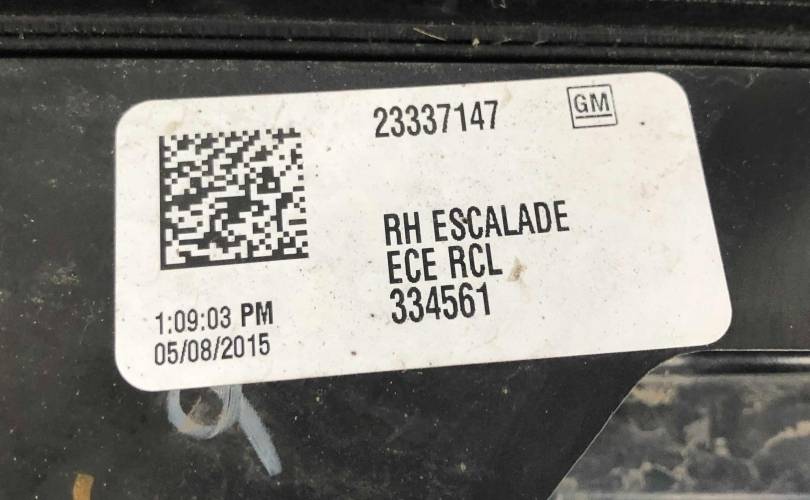 23337147
GM
RH ESCALADE
ECE RCL
334561
1:09:03 PM
05/08/2015